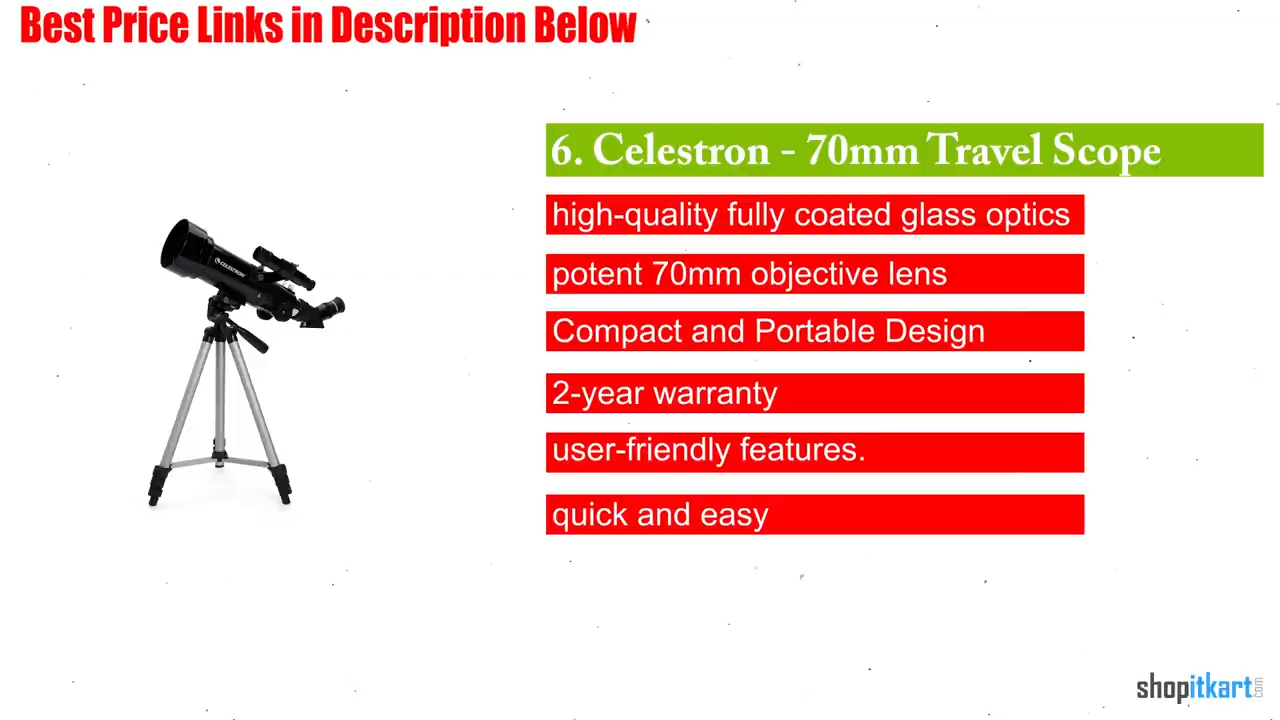 Best Price Links in Description Below
6. Celestron - 70mm Travel Scope
high-quality fully coated glass optics
potent 70mm objective lens
Compact and Portable Design
2-year warranty
user-friendly features.
quick and easy
CELESTRON
shopitkart.com